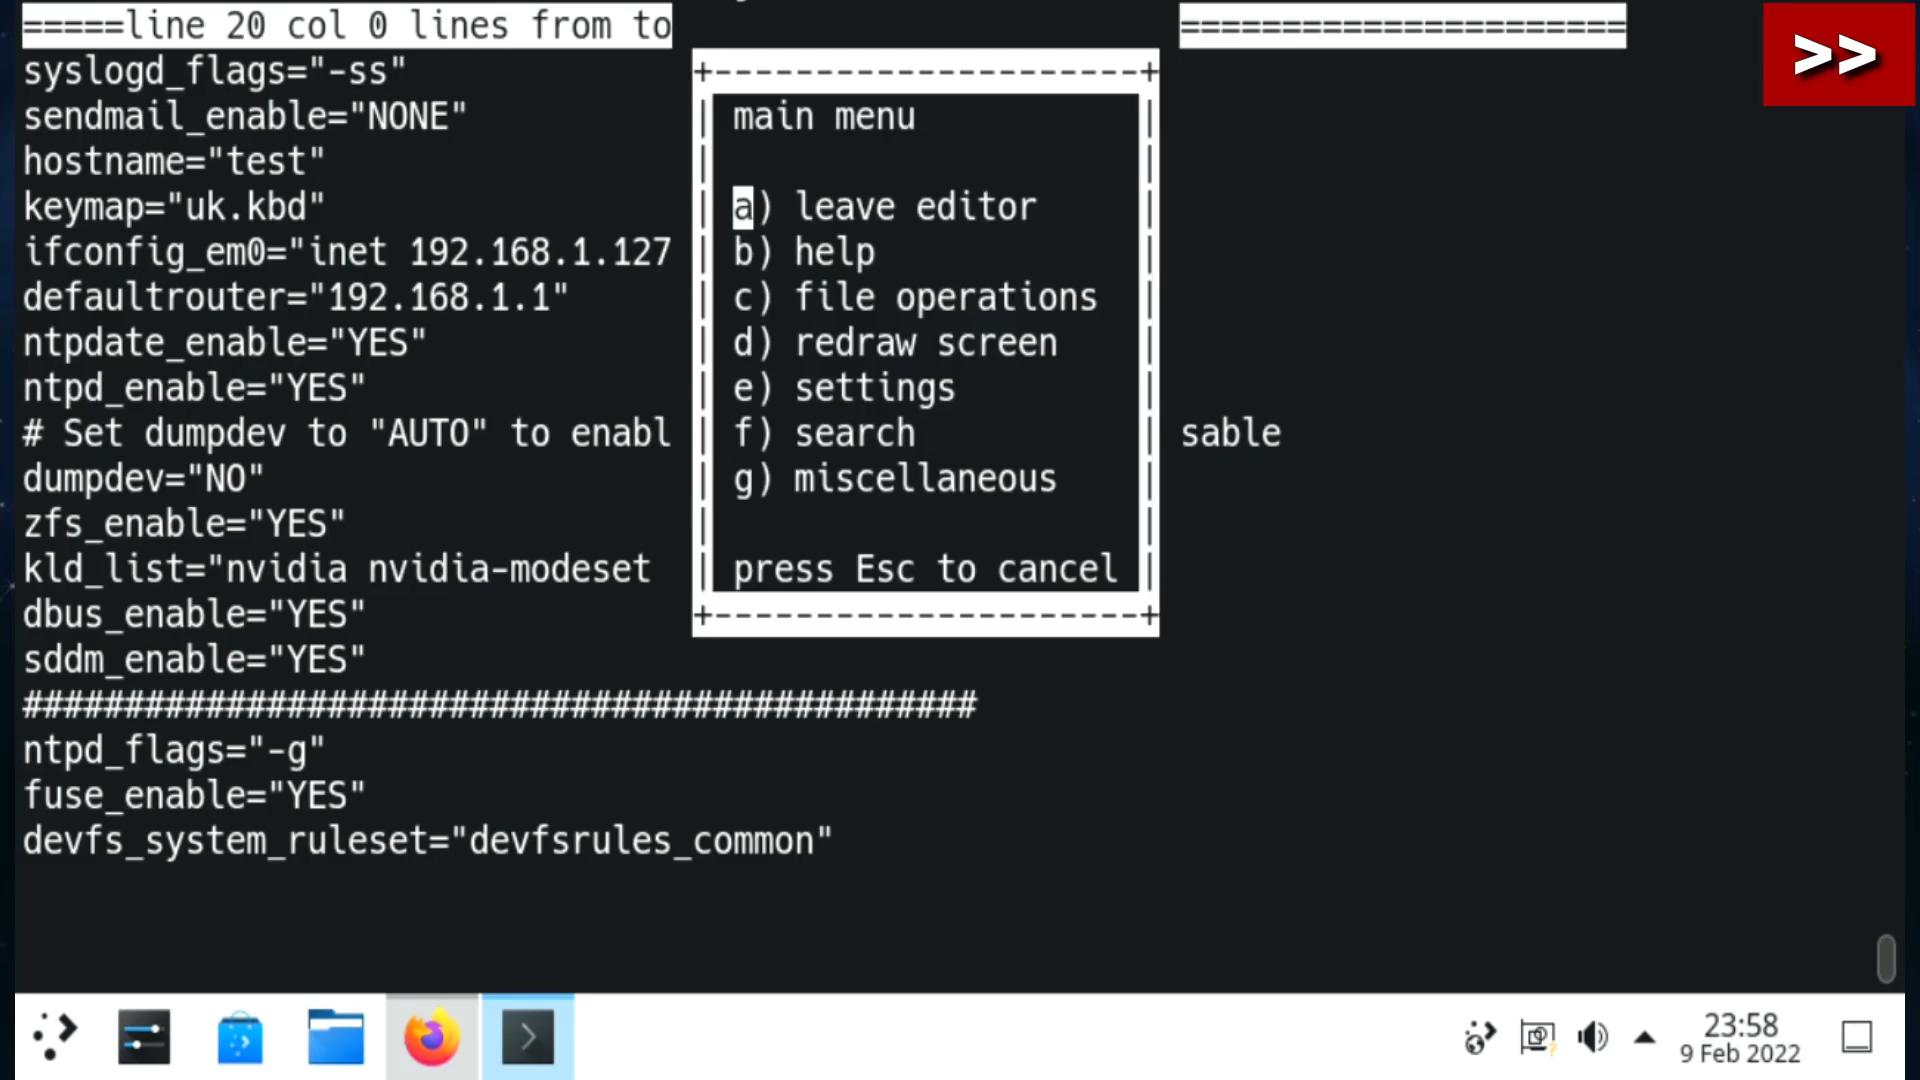 =====line 20 col 0 lines from to ======================
>>
syslogd_flags="-ss"
+---------------------+
sendmail_enable="NONE"
main menu
hostname="test"
keymap="uk.kbd"
a) leave editor
ifconfig_em0="inet 192.168.1.127
b) help
defaultrouter="192.168.1.1"
c) file operations
ntpdate_enable="YES"
d) redraw screen
ntpd_enable="YES"
e) settings
# Set dumpdev to "AUTO" to enabl
f) search
sable
dumpdev="NO"
g) miscellaneous
zfs_enable="YES"
kld_list="nvidia nvidia-modeset
press Esc to cancel
dbus_enable="YES"
+---------------------+
sddm_enable="YES"
###############################################
ntpd_flags="-g"
fuse_enable="YES"
devfs_system_ruleset="devfsrules_common"
23:58
9 Feb 2022